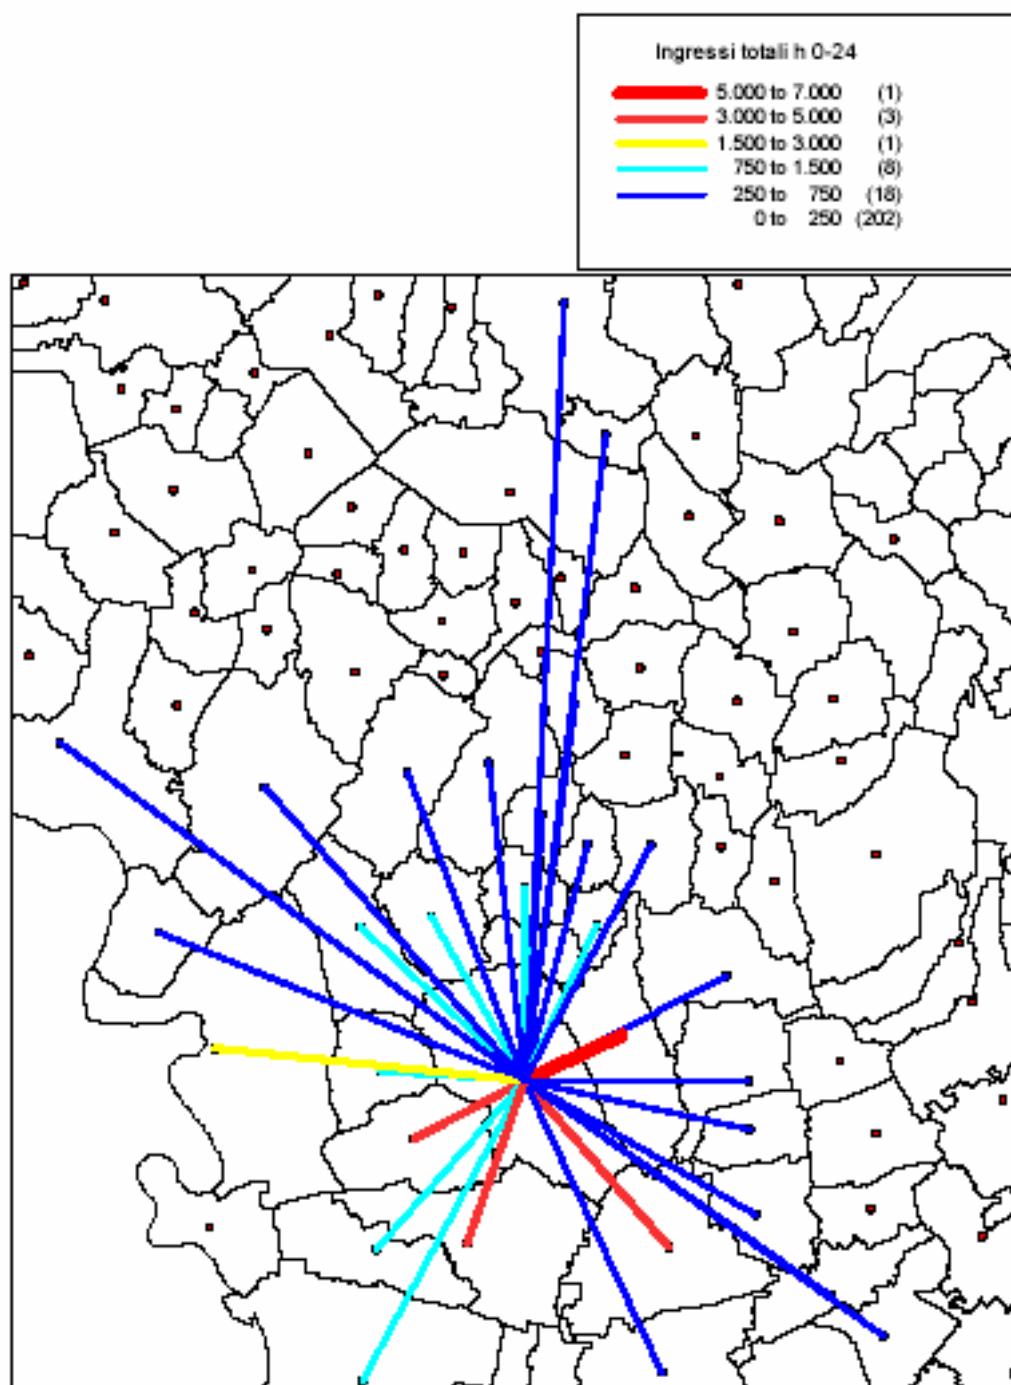 Ingressi totali h 0-24
5.000 to 7.000 (1)
3.000 to 5.000 (3)
1.500 to 3.000 (1)
750 to 1.500 (8)
250 to 750 (18)
0 to 250 (202)